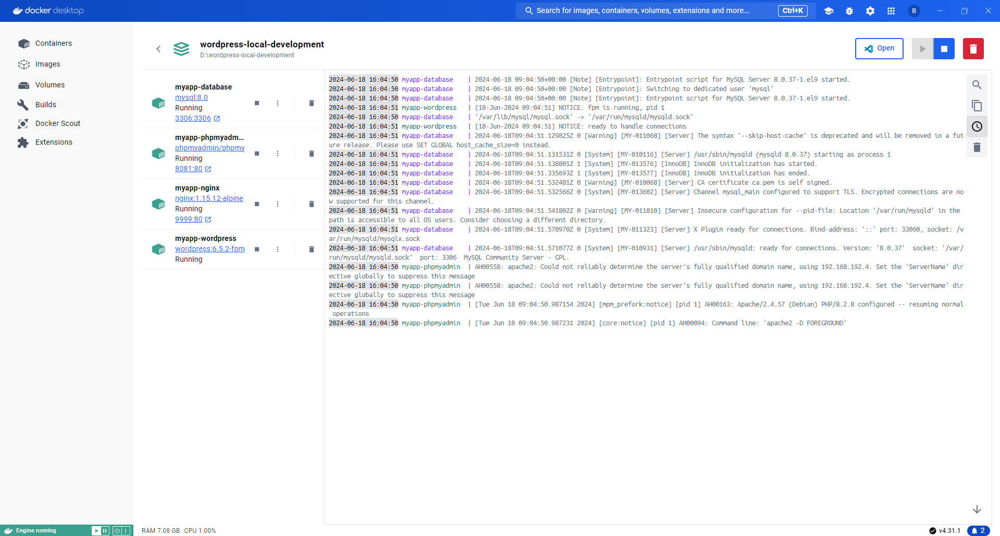 docker desktop
Search for images, containers, volumes, extensions and more...
Ctrl+K
B
Containers
Images
Volumes
Builds
Docker Scout
Extensions
wordpress-local-development
D:\wordpress-local-development
Open
myapp-database
mysql:8.0
Running
3306:3306
myapp-phpmyadm...
phpmyadmin/phpmy
Running
8081:80
myapp-nginx
nginx:1.15.12-alpine
Running
9999:80
myapp-wordpress
wordpress:6.5.2-fpm
Running
2024-06-18 16:04:50 myapp-database | 2024-06-18 09:04:50+00:00 [Note] [Entrypoint]: Entrypoint script for MySQL Server 8.0.37-1.el9 started.
2024-06-18 16:04:50 myapp-database | 2024-06-18 09:04:50+00:00 [Note] [Entrypoint]: Switching to dedicated user 'mysql'
2024-06-18 16:04:50 myapp-database | 2024-06-18 09:04:50+00:00 [Note] [Entrypoint]: Entrypoint script for MySQL Server 8.0.37-1.el9 started.
2024-06-18 16:04:51 myapp-wordpress | [18-Jun-2024 09:04:51] NOTICE: fpm is running, pid 1
2024-06-18 16:04:50 myapp-database | '/var/lib/mysql/mysql.sock' -> '/var/run/mysqld/mysqld.sock'
2024-06-18 16:04:51 myapp-wordpress | [18-Jun-2024 09:04:51] NOTICE: ready to handle connections
2024-06-18 16:04:51 myapp-database | 2024-06-18T09:04:51.129825Z 0 [Warning] [MY-011068] [Server] The syntax '--skip-host-cache' is deprecated and will be removed in a fut
ure release. Please use SET GLOBAL host_cache_size=0 instead.
2024-06-18 16:04:51 myapp-database | 2024-06-18T09:04:51.131531Z 0 [System] [MY-010116] [Server] /usr/sbin/mysqld (mysqld 8.0.37) starting as process 1
2024-06-18 16:04:51 myapp-database | 2024-06-18T09:04:51.138801Z 1 [System] [MY-013576] [InnoDB] InnoDB initialization has started.
2024-06-18 16:04:51 myapp-database | 2024-06-18T09:04:51.335693Z 1 [System] [MY-013577] [InnoDB] InnoDB initialization has ended.
2024-06-18 16:04:51 myapp-database | 2024-06-18T09:04:51.532481Z 0 [Warning] [MY-010068] [Server] CA certificate ca.pem is self signed.
2024-06-18 16:04:51 myapp-database | 2024-06-18T09:04:51.532566Z 0 [System] [MY-013602] [Server] Channel mysql_main configured to support TLS. Encrypted connections are no
w supported for this channel.
2024-06-18 16:04:51 myapp-database | 2024-06-18T09:04:51.541802Z 0 [Warning] [MY-011810] [Server] Insecure configuration for --pid-file: Location '/var/run/mysqld' in the
path is accessible to all OS users. Consider choosing a different directory.
2024-06-18 16:04:51 myapp-database | 2024-06-18T09:04:51.570970Z 0 [System] [MY-011323] [Server] X Plugin ready for connections. Bind-address: '::' port: 33060, socket: /v
ar/run/mysqld/mysqlx.sock
2024-06-18 16:04:51 myapp-database | 2024-06-18T09:04:51.571077Z 0 [System] [MY-010931] [Server] /usr/sbin/mysqld: ready for connections. Version: '8.0.37'  socket: '/var/
run/mysqld/mysqld.sock'  port: 3306  MySQL Community Server - GPL.
2024-06-18 16:04:50 myapp-phpmyadmin | AH00558: apache2: Could not reliably determine the server's fully qualified domain name, using 192.168.192.4. Set the 'ServerName' dir
ective globally to suppress this message
2024-06-18 16:04:50 myapp-phpmyadmin | AH00558: apache2: Could not reliably determine the server's fully qualified domain name, using 192.168.192.4. Set the 'ServerName' dir
ective globally to suppress this message
2024-06-18 16:04:50 myapp-phpmyadmin | [Tue Jun 18 09:04:50.987154 2024] [mpm_prefork:notice] [pid 1] AH00163: Apache/2.4.57 (Debian) PHP/8.2.8 configured -- resuming normal
operations
2024-06-18 16:04:50 myapp-phpmyadmin | [Tue Jun 18 09:04:50.987231 2024] [core:notice] [pid 1] AH00094: Command line: 'apache2 -D FOREGROUND'
Engine running
RAM 7.08 GB CPU 1.00%
v4.31.1
2